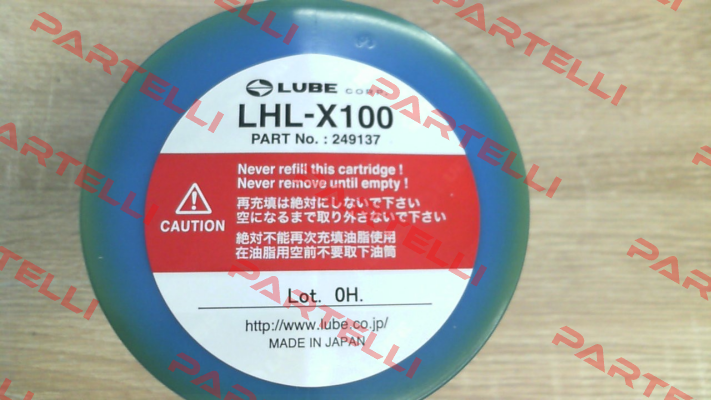 LUBE CORP.
LHL-X100
PART No. : 249137
Never refill this cartridge !
Never remove until empty !
再充填は絶対にしないで下さい
空になるまで取り外さないで下さい
CAUTION
絶対不能再次充填油脂使用
在油脂用空前不要取下油筒
Lot. 0H.
http://www.lube.co.jp/
MADE IN JAPAN
PARTELLI
PARTELLI
PARTELLI
PARTELLI
PARTELLI
PARTELLI